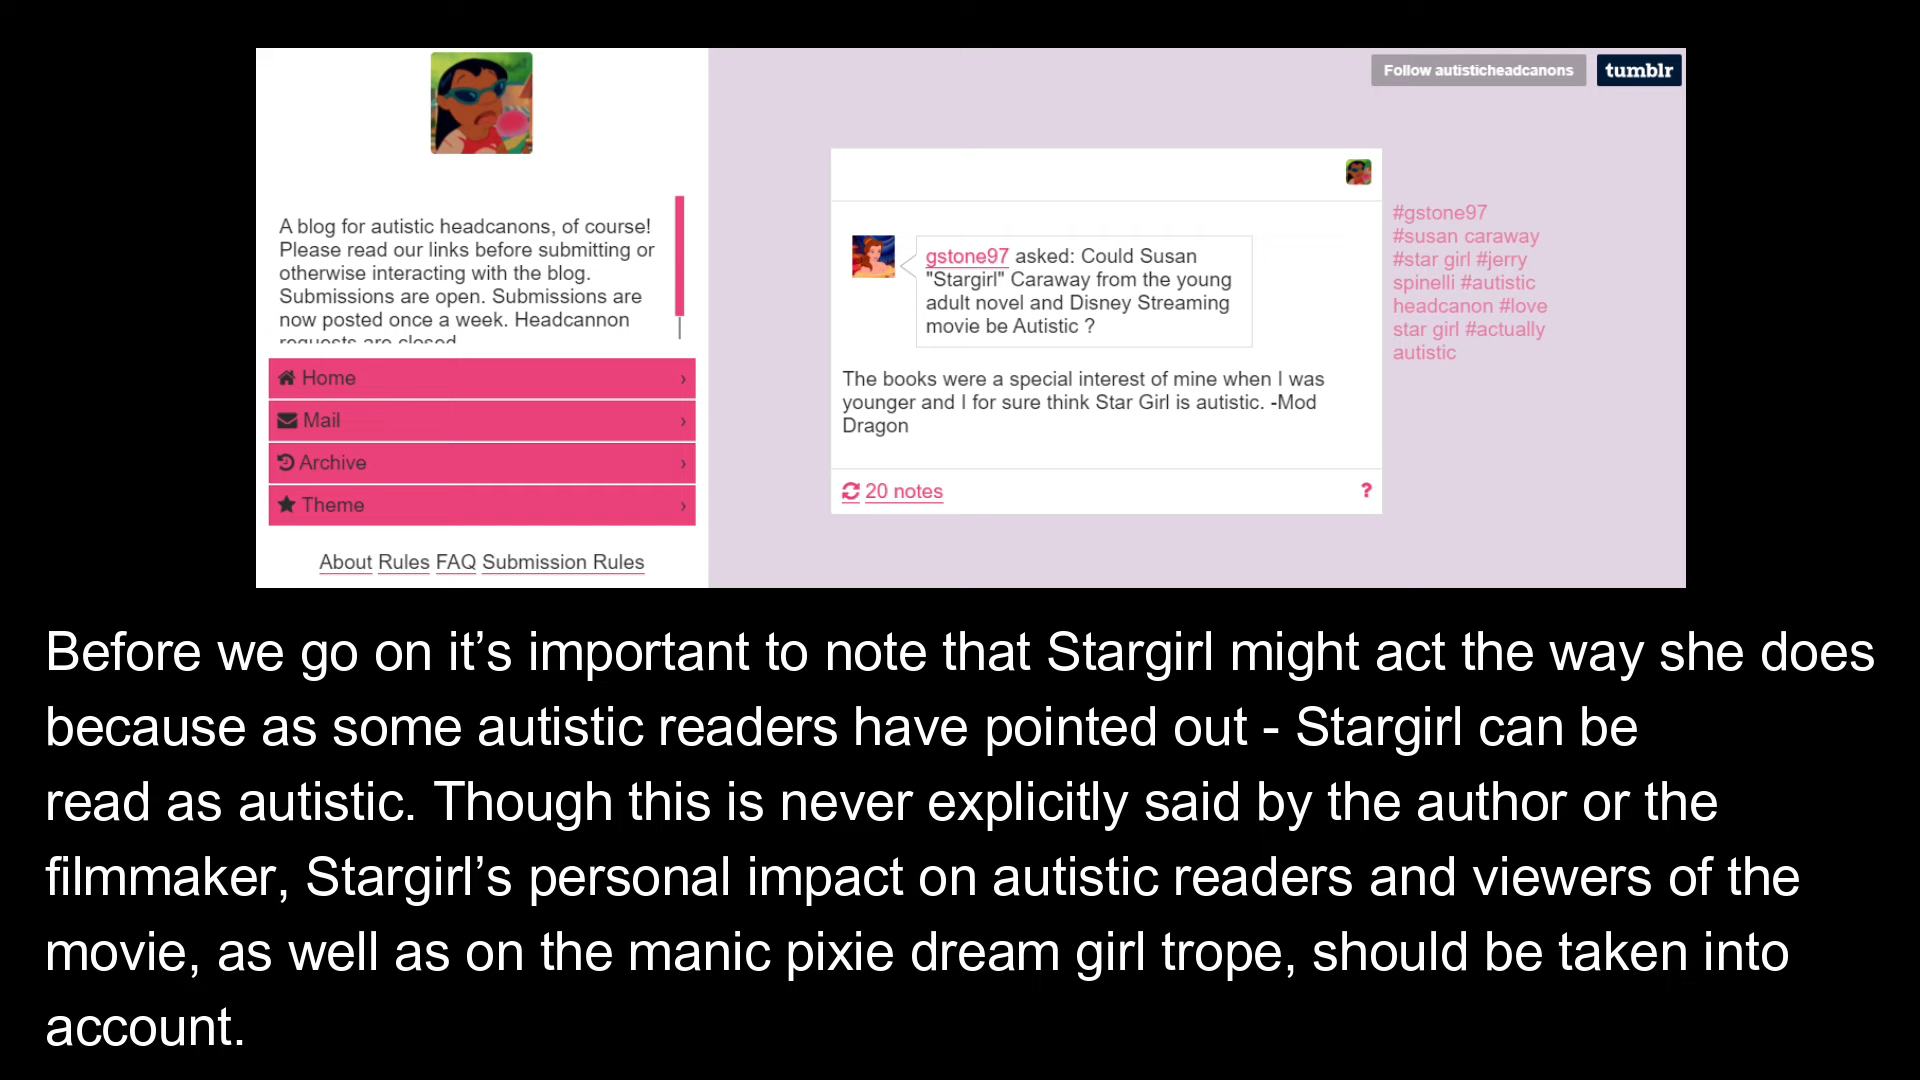 Follow autisticheadcanons
tumblr
A blog for autistic headcanons, of course!
Please read our links before submitting or
otherwise interacting with the blog.
Submissions are open. Submissions are
now posted once a week. Headcannon
requests are closed
Home
Mail
Archive
Theme
About Rules FAQ Submission Rules
gstone97 asked: Could Susan
"Stargirl" Caraway from the young
adult novel and Disney Streaming
movie be Autistic ?
The books were a special interest of mine when I was
younger and I for sure think Star Girl is autistic. -Mod
Dragon
20 notes
?
#gstone97
#susan caraway
#star girl #jerry
spinelli #autistic
headcanon #love
star girl #actually
autistic
Before we go on it’s important to note that Stargirl might act the way she does
because as some autistic readers have pointed out - Stargirl can be
read as autistic. Though this is never explicitly said by the author or the
filmmaker, Stargirl’s personal impact on autistic readers and viewers of the
movie, as well as on the manic pixie dream girl trope, should be taken into
account.